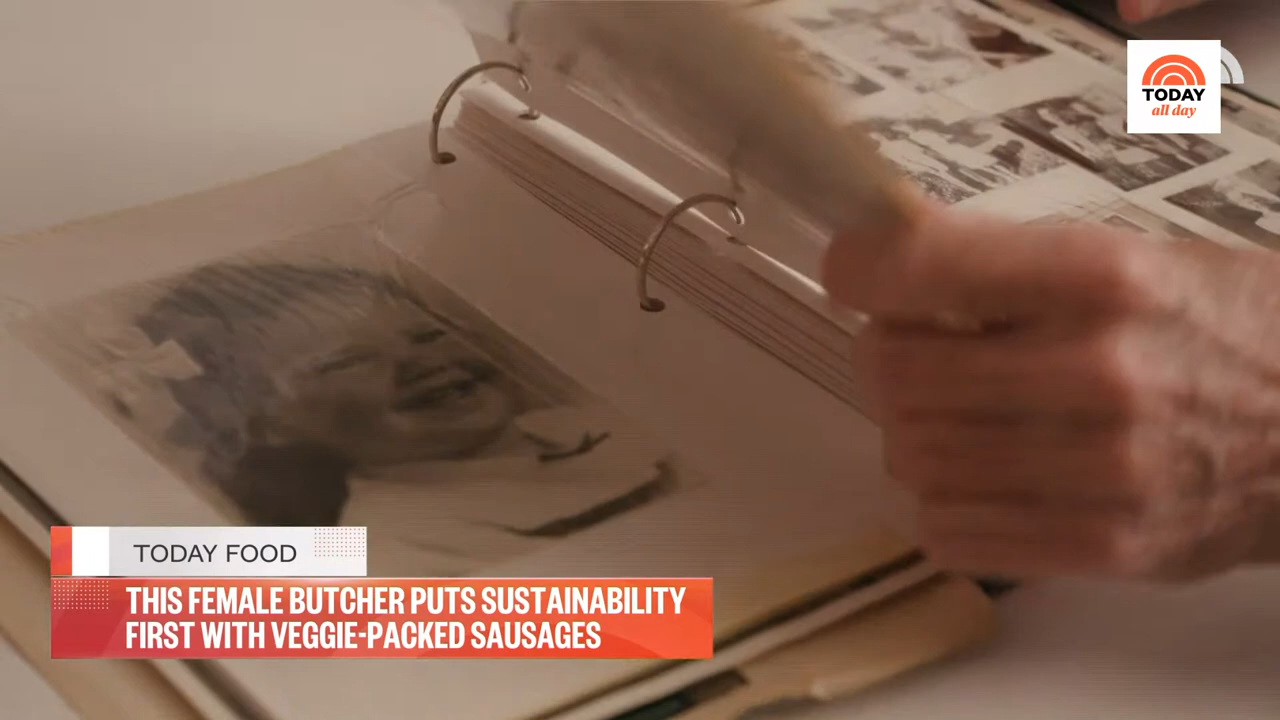 TODAY
all day
TODAY FOOD
THIS FEMALE BUTCHER PUTS SUSTAINABILITY
FIRST WITH VEGGIE-PACKED SAUSAGES